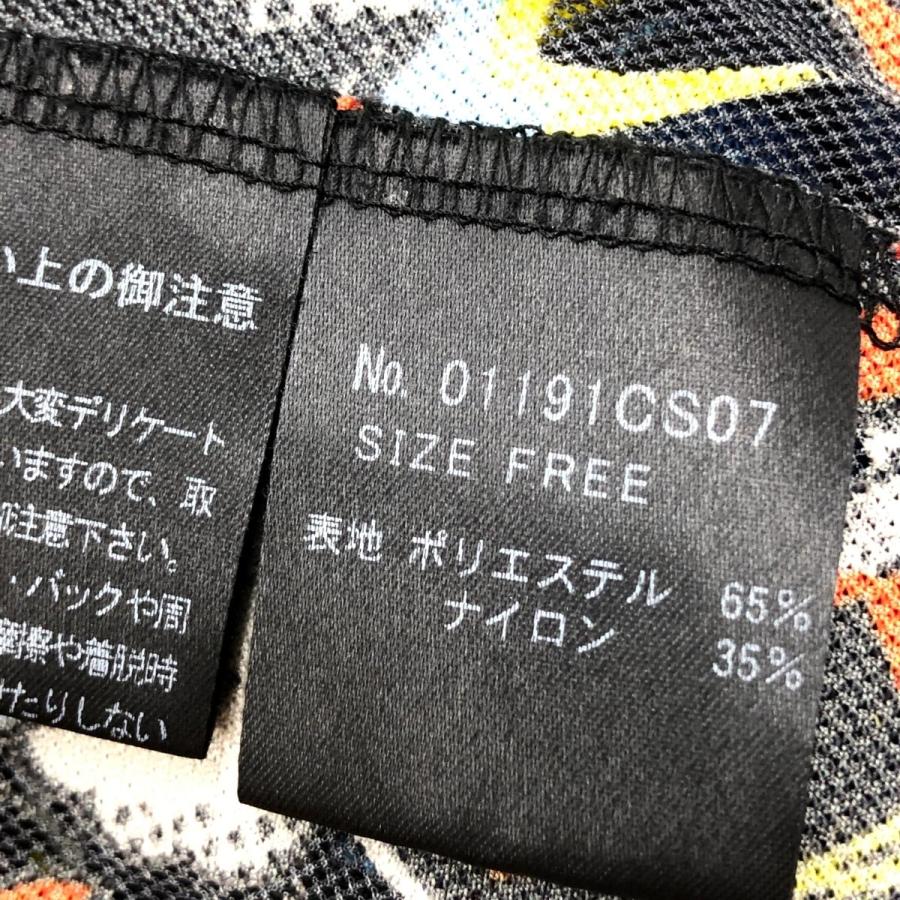 い上の御注意
大変デリケート
いますので、取
御注意下さい。
・バックや周
摩擦や着脱時
けたりしない
No. 01191CS07
SIZE FREE
表地 ポリエステル 65%
ナイロン 35%